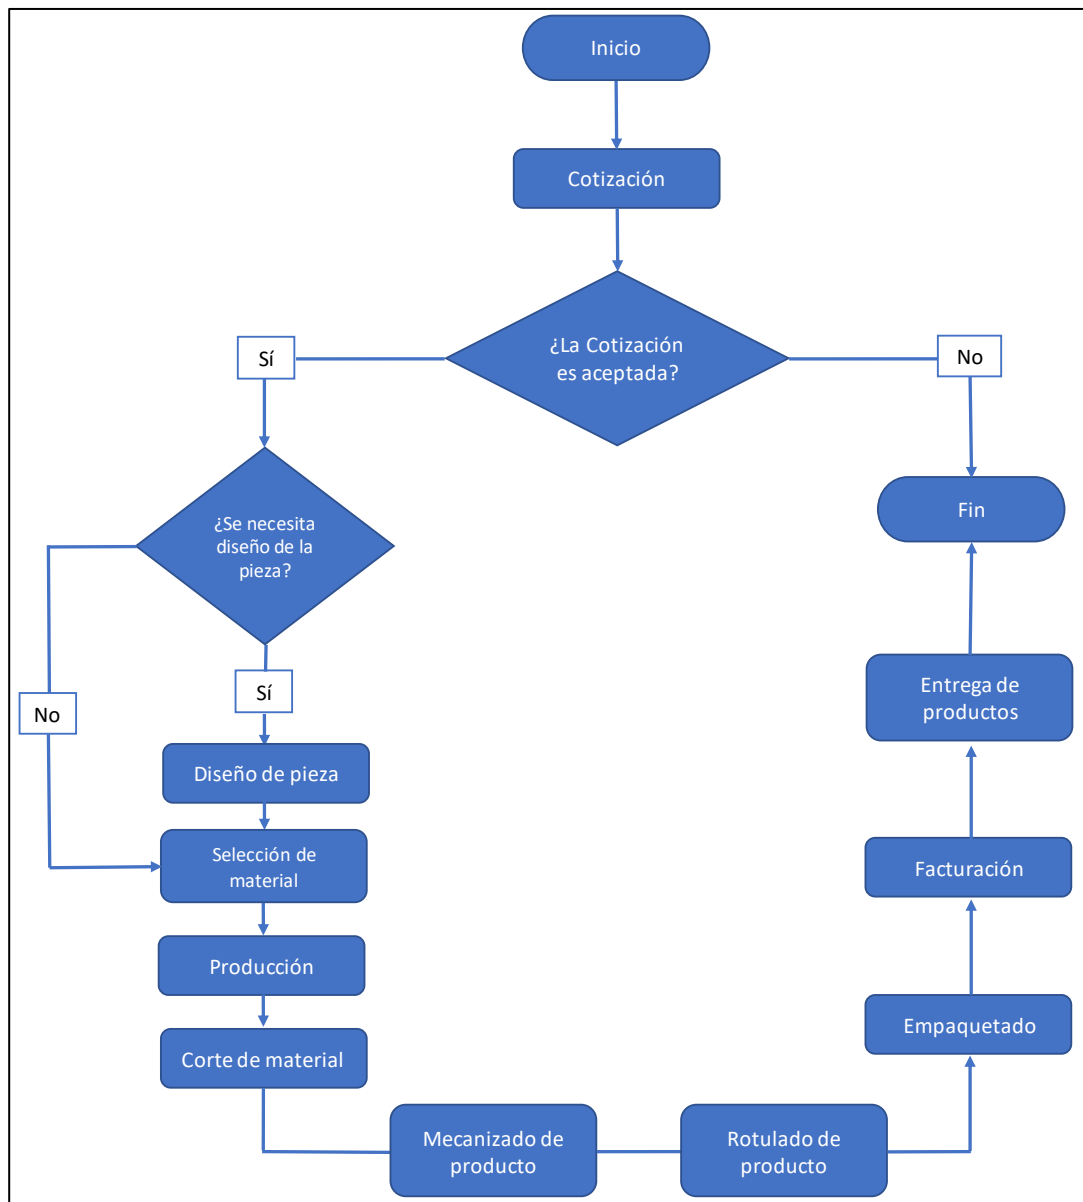 Inicio
Cotización
¿La Cotización
es aceptada?
Sí
No
¿Se necesita
diseño de la
pieza?
Fin
Sí
No
Entrega de
productos
Diseño de pieza
Selección de
material
Facturación
Producción
Empaquetado
Corte de material
Mecanizado de
producto
Rotulado de
producto